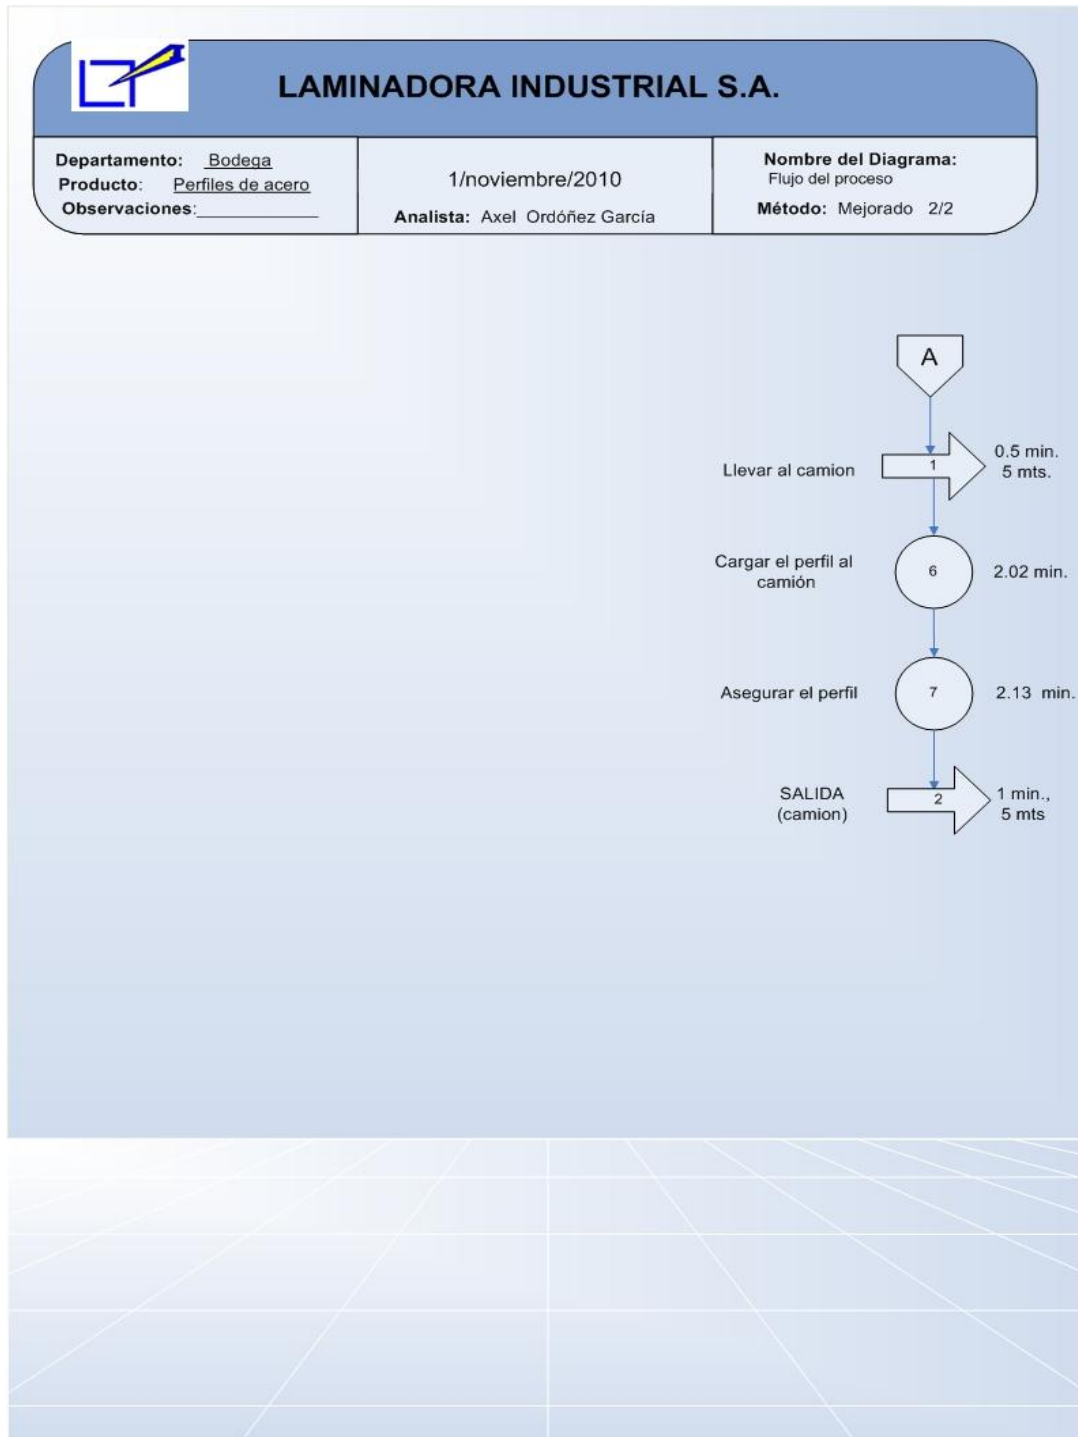 LAMINADORA INDUSTRIAL S.A.
Departamento: Bodega
Producto: Perfiles de acero
Observaciones:_____________
1/noviembre/2010
Analista: Axel Ordóñez García
Nombre del Diagrama:
Flujo del proceso
Método: Mejorado 2/2
A
Llevar al camion
1
0.5 min.
5 mts.
Cargar el perfil al
camión
6
2.02 min.
Asegurar el perfil
7
2.13 min.
SALIDA
(camion)
2
1 min.,
5 mts